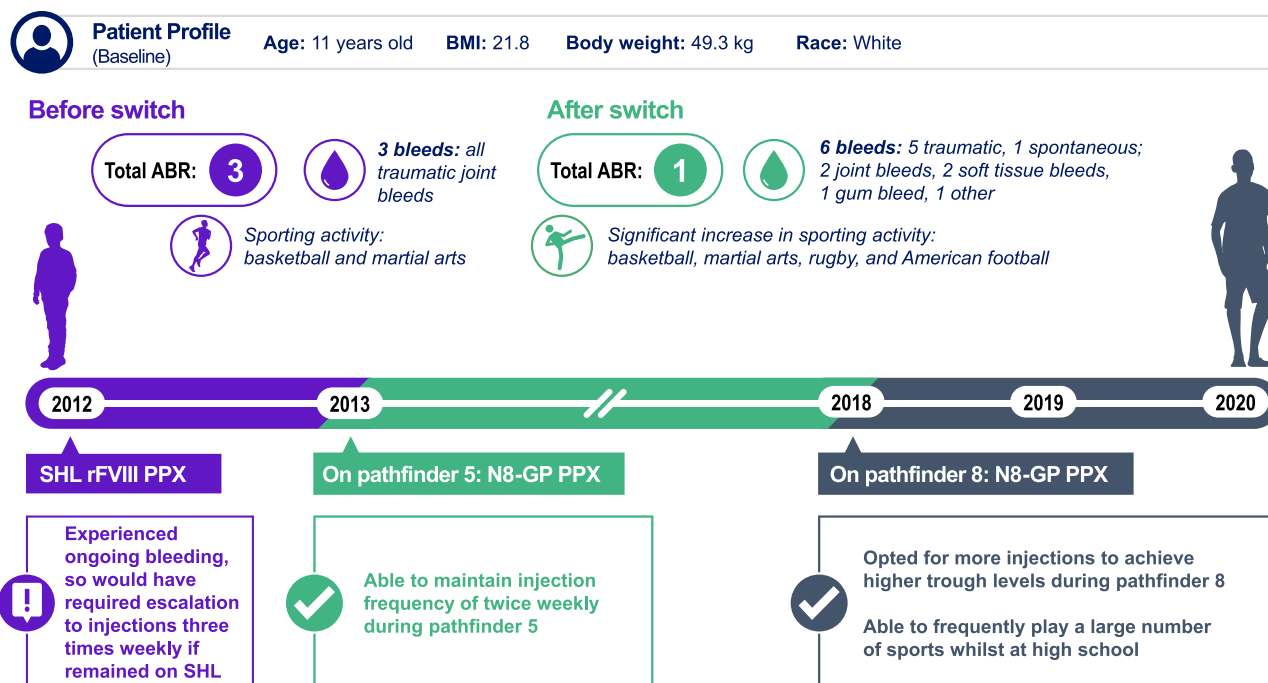 Patient Profile
(Baseline)
Age: 11 years old BMI: 21.8 Body weight: 49.3 kg Race: White
Before switch
Total ABR: 3
3 bleeds: all
traumatic joint
bleeds
Sporting activity:
basketball and martial arts
After switch
Total ABR: 1
6 bleeds: 5 traumatic, 1 spontaneous;
2 joint bleeds, 2 soft tissue bleeds,
1 gum bleed, 1 other
Significant increase in sporting activity:
basketball, martial arts, rugby, and American football
2012 2013 2018 2019 2020
SHL rFVIII PPX
Experienced
ongoing bleeding,
so would have
required escalation
to injections three
times weekly if
remained on SHL
On pathfinder 5: N8-GP PPX
Able to maintain injection
frequency of twice weekly
during pathfinder 5
On pathfinder 8: N8-GP PPX
Opted for more injections to achieve
higher trough levels during pathfinder 8
Able to frequently play a large number
of sports whilst at high school